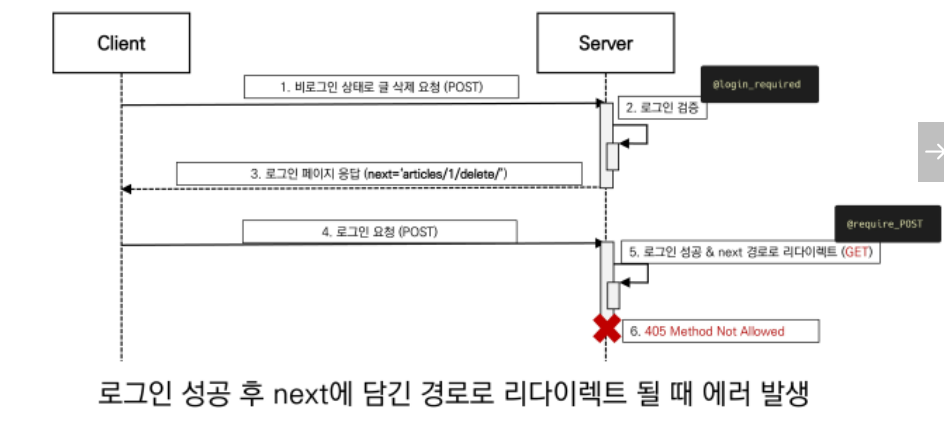 Client
Server
1. 비로그인 상태로 글 삭제 요청 (POST)
@login_required
2. 로그인 검증
3. 로그인 페이지 응답 (next='articles/1/delete/')
4. 로그인 요청 (POST)
@require_POST
5. 로그인 성공 & next 경로로 리다이렉트 (GET)
6. 405 Method Not Allowed
로그인 성공 후 next에 담긴 경로로 리다이렉트 될 때 에러 발생